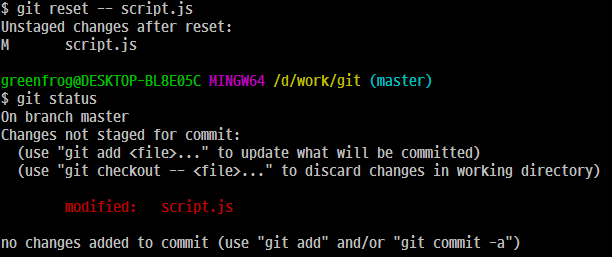 $ git reset -- script.js
Unstaged changes after reset:
M       script.js
greenfrog@DESKTOP-BL8E05C MINGW64 /d/work/git (master)
$ git status
On branch master
Changes not staged for commit:
  (use "git add <file>..." to update what will be committed)
  (use "git checkout -- <file>..." to discard changes in working directory)
        modified:   script.js
no changes added to commit (use "git add" and/or "git commit -a")